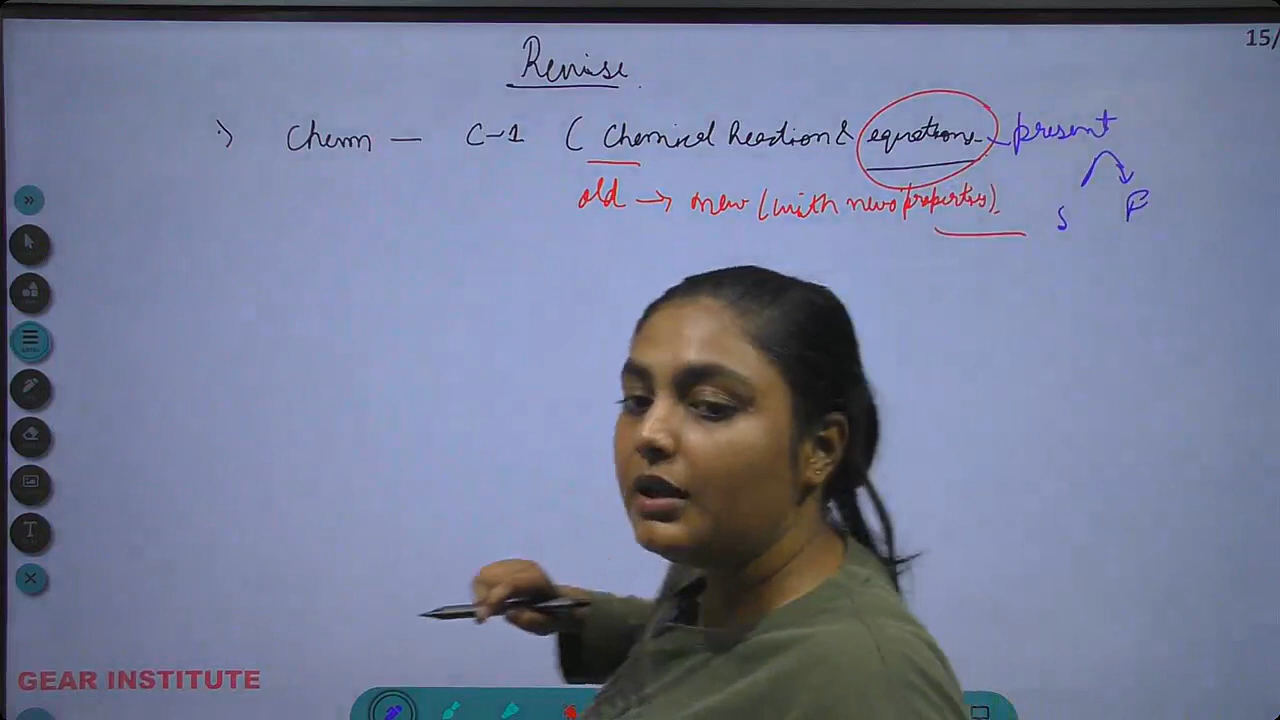 15/
Revise
Chem — C-1 ( Chemical Reaction & equations present
old → new (with new properties).
S F
T
GEAR INSTITUTE